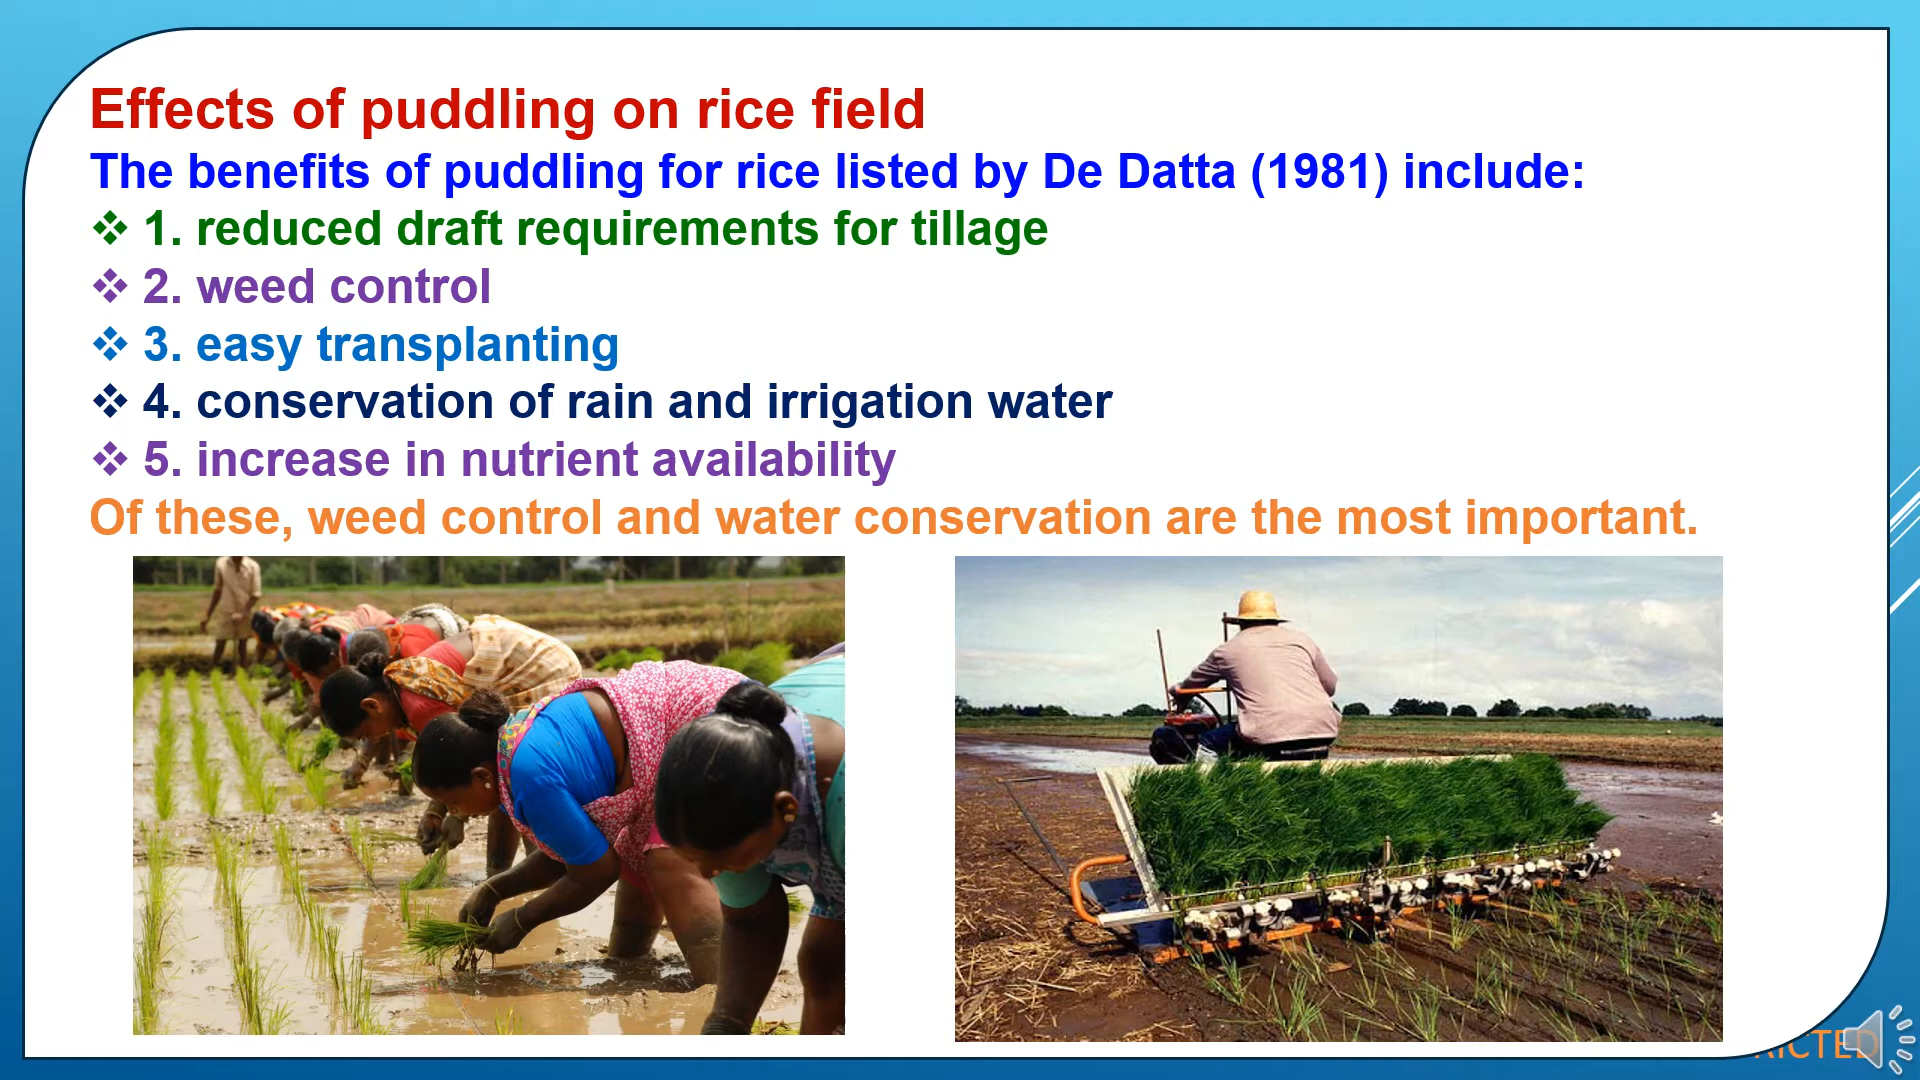 Effects of puddling on rice field
The benefits of puddling for rice listed by De Datta (1981) include:
❖ 1. reduced draft requirements for tillage
❖ 2. weed control
❖ 3. easy transplanting
❖ 4. conservation of rain and irrigation water
❖ 5. increase in nutrient availability
Of these, weed control and water conservation are the most important.